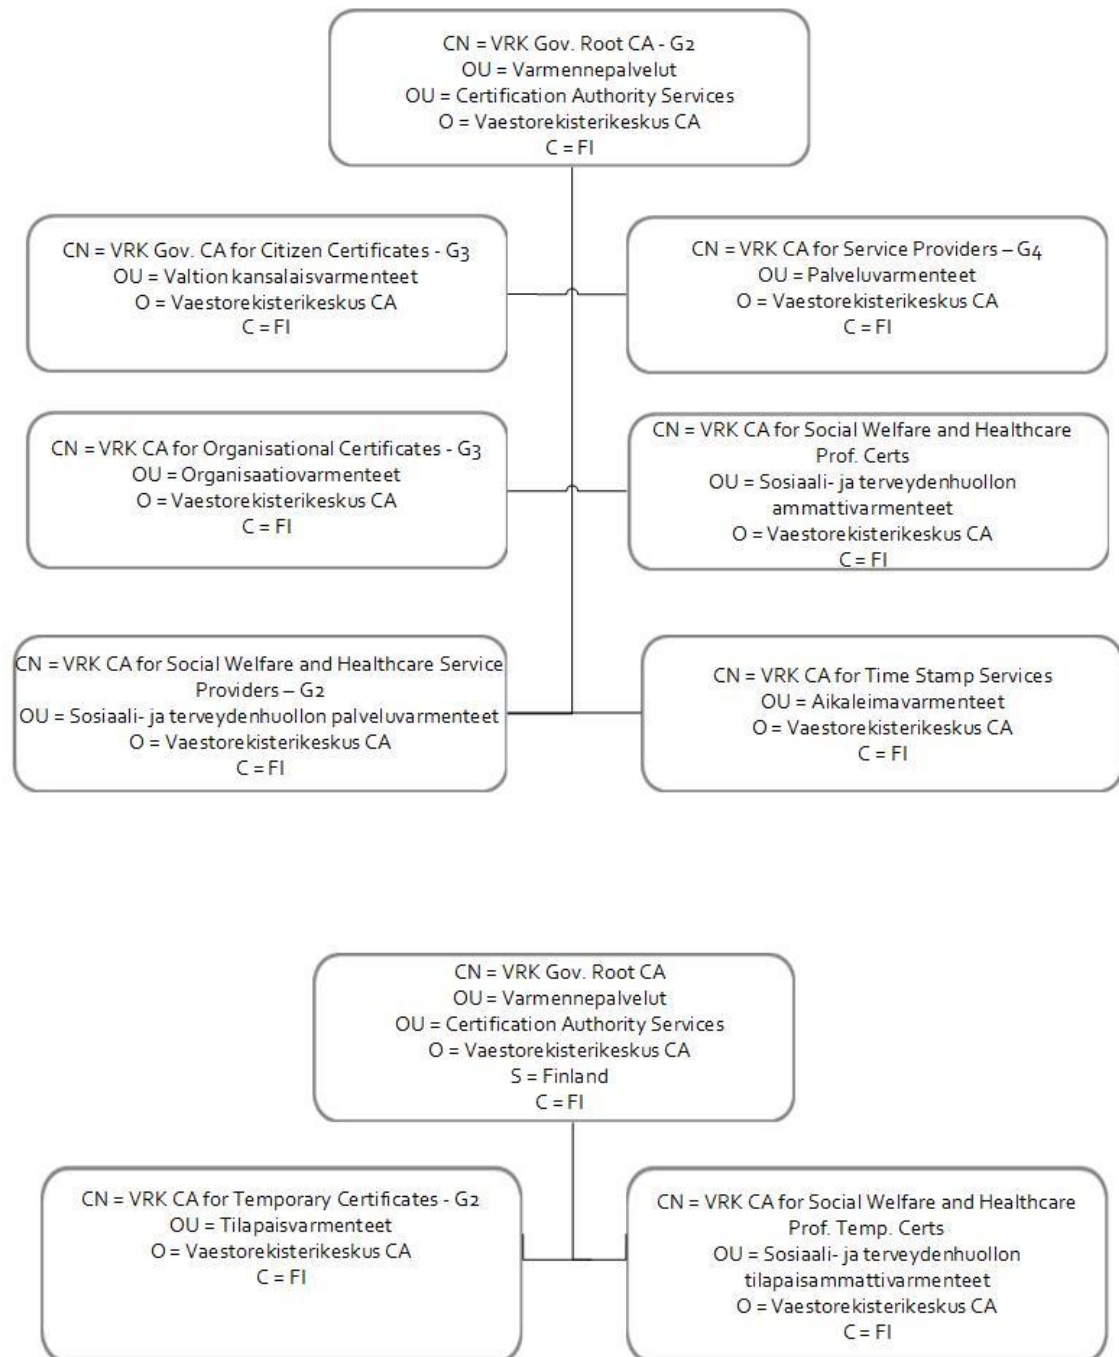 CN = VRK Gov. Root CA - G2
OU = Varmennepalvelut
OU = Certification Authority Services
O = Vaestorekisterikeskus CA
C = FI
CN = VRK Gov. CA for Citizen Certificates - G3
OU = Valtion kansalaisvarmenteet
O = Vaestorekisterikeskus CA
C = FI
CN = VRK CA for Service Providers – G4
OU = Palveluvarmenteet
O = Vaestorekisterikeskus CA
C = FI
CN = VRK CA for Organisational Certificates - G3
OU = Organisaatiovarmenteet
O = Vaestorekisterikeskus CA
C = FI
CN = VRK CA for Social Welfare and Healthcare
Prof. Certs
OU = Sosiaali- ja terveydenhuollon
ammattivarmenteet
O = Vaestorekisterikeskus CA
C = FI
CN = VRK CA for Social Welfare and Healthcare Service
Providers – G2
OU = Sosiaali- ja terveydenhuollon palveluvarmenteet
O = Vaestorekisterikeskus CA
C = FI
CN = VRK CA for Time Stamp Services
OU = Aikaleimavarmenteet
O = Vaestorekisterikeskus CA
C = FI
CN = VRK Gov. Root CA
OU = Varmennepalvelut
OU = Certification Authority Services
O = Vaestorekisterikeskus CA
S = Finland
C = FI
CN = VRK CA for Temporary Certificates - G2
OU = Tilapaisvarmenteet
O = Vaestorekisterikeskus CA
C = FI
CN = VRK CA for Social Welfare and Healthcare
Prof. Temp. Certs
OU = Sosiaali- ja terveydenhuollon
tilapaisammattivarmenteet
O = Vaestorekisterikeskus CA
C = FI